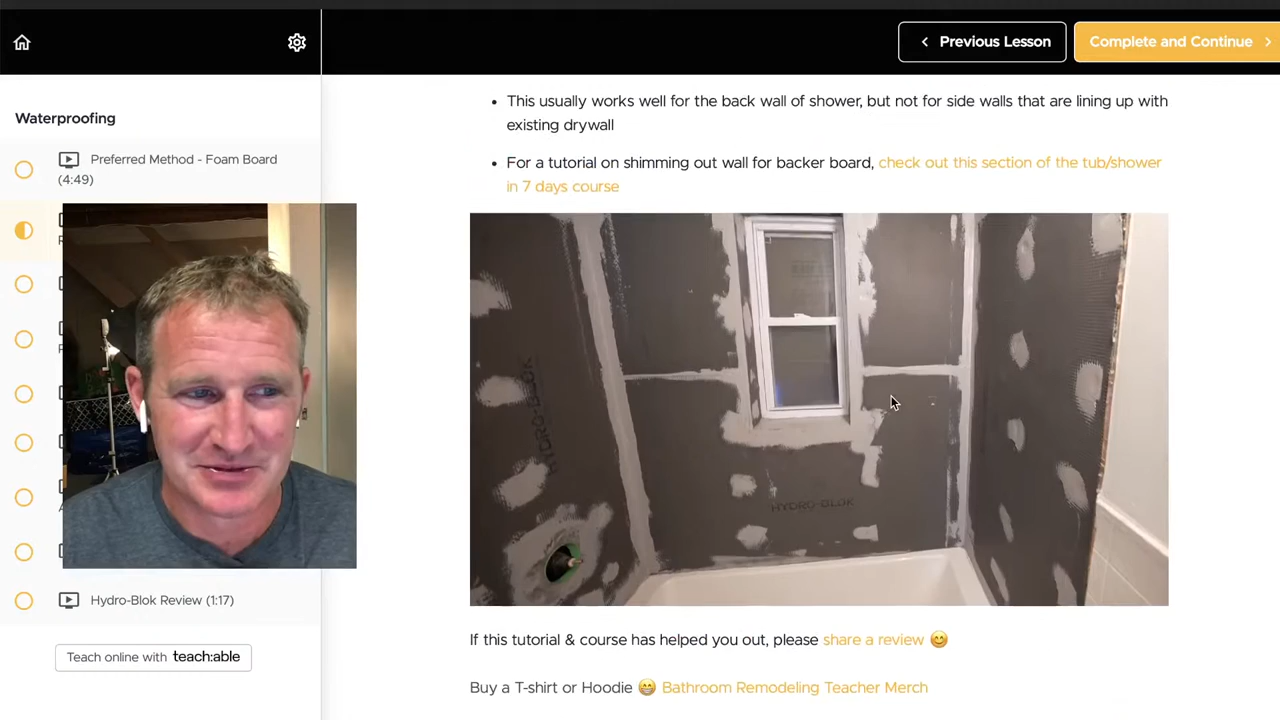 Previous Lesson
Complete and Continue
Waterproofing
Preferred Method - Foam Board
(4:49)
Hydro-Blok Review (1:17)
Teach online with teach:able
• This usually works well for the back wall of shower, but not for side walls that are lining up with
existing drywall
• For a tutorial on shimming out wall for backer board, check out this section of the tub/shower
in 7 days course
HYDRO-BLOK
HYDRO-BLOK
If this tutorial & course has helped you out, please share a review 😊
Buy a T-shirt or Hoodie 😁 Bathroom Remodeling Teacher Merch